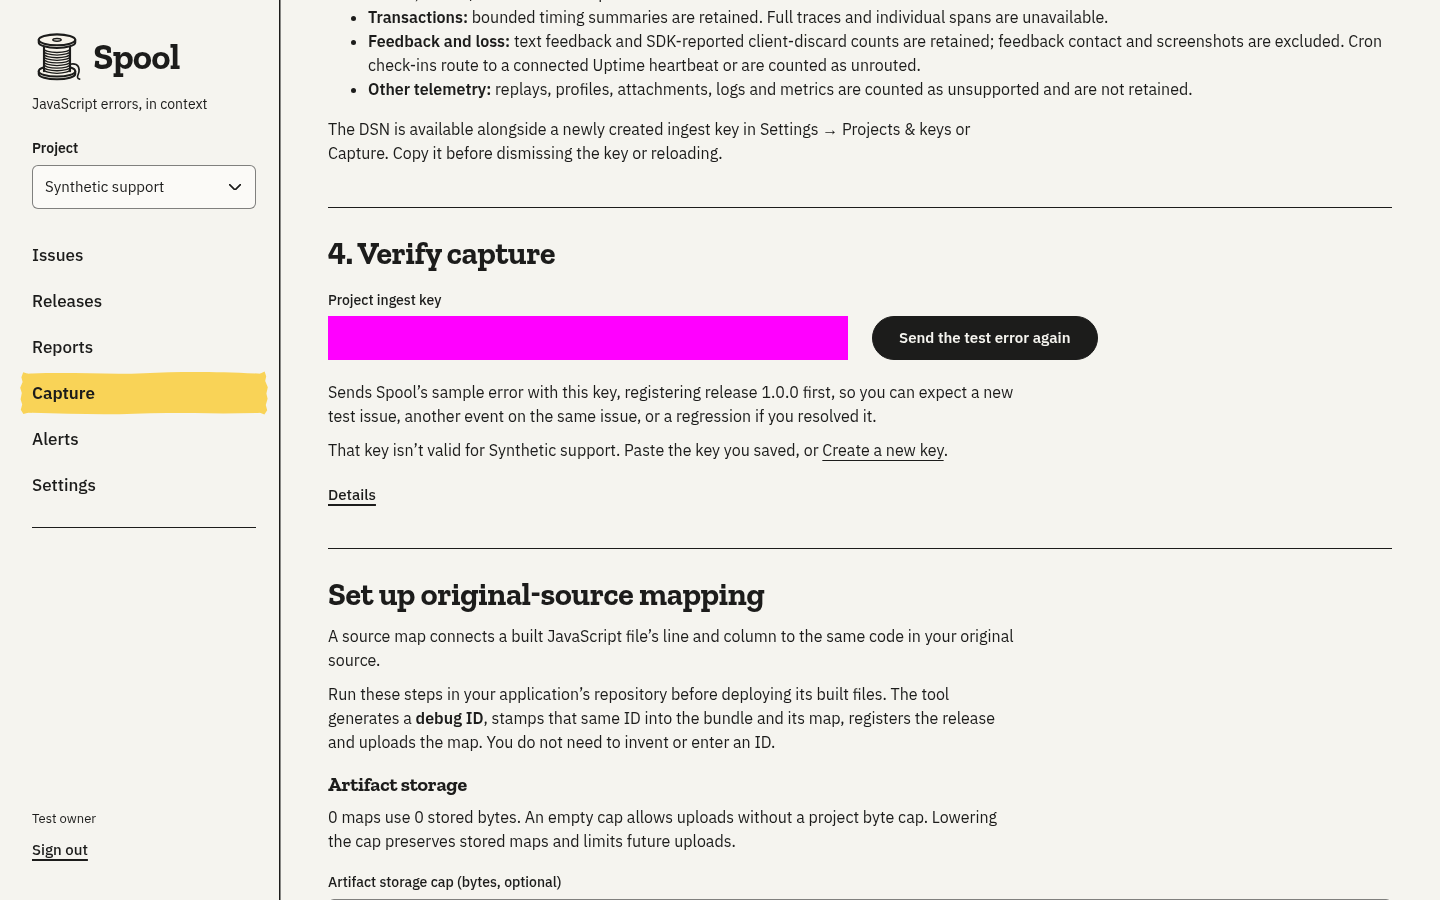 Spool
JavaScript errors, in context
Project
Synthetic support
Issues
Releases
Reports
Capture
Alerts
Settings
Test owner
Sign out
Transactions: bounded timing summaries are retained. Full traces and individual spans are unavailable.
Feedback and loss: text feedback and SDK-reported client-discard counts are retained; feedback contact and screenshots are excluded. Cron
check-ins route to a connected Uptime heartbeat or are counted as unrouted.
Other telemetry: replays, profiles, attachments, logs and metrics are counted as unsupported and are not retained.
The DSN is available alongside a newly created ingest key in Settings → Projects & keys or
Capture. Copy it before dismissing the key or reloading.
4. Verify capture
Project ingest key
Send the test error again
Sends Spool’s sample error with this key, registering release 1.0.0 first, so you can expect a new
test issue, another event on the same issue, or a regression if you resolved it.
That key isn’t valid for Synthetic support. Paste the key you saved, or Create a new key.
Details
Set up original-source mapping
A source map connects a built JavaScript file’s line and column to the same code in your original
source.
Run these steps in your application’s repository before deploying its built files. The tool
generates a debug ID, stamps that same ID into the bundle and its map, registers the release
and uploads the map. You do not need to invent or enter an ID.
Artifact storage
0 maps use 0 stored bytes. An empty cap allows uploads without a project byte cap. Lowering
the cap preserves stored maps and limits future uploads.
Artifact storage cap (bytes, optional)